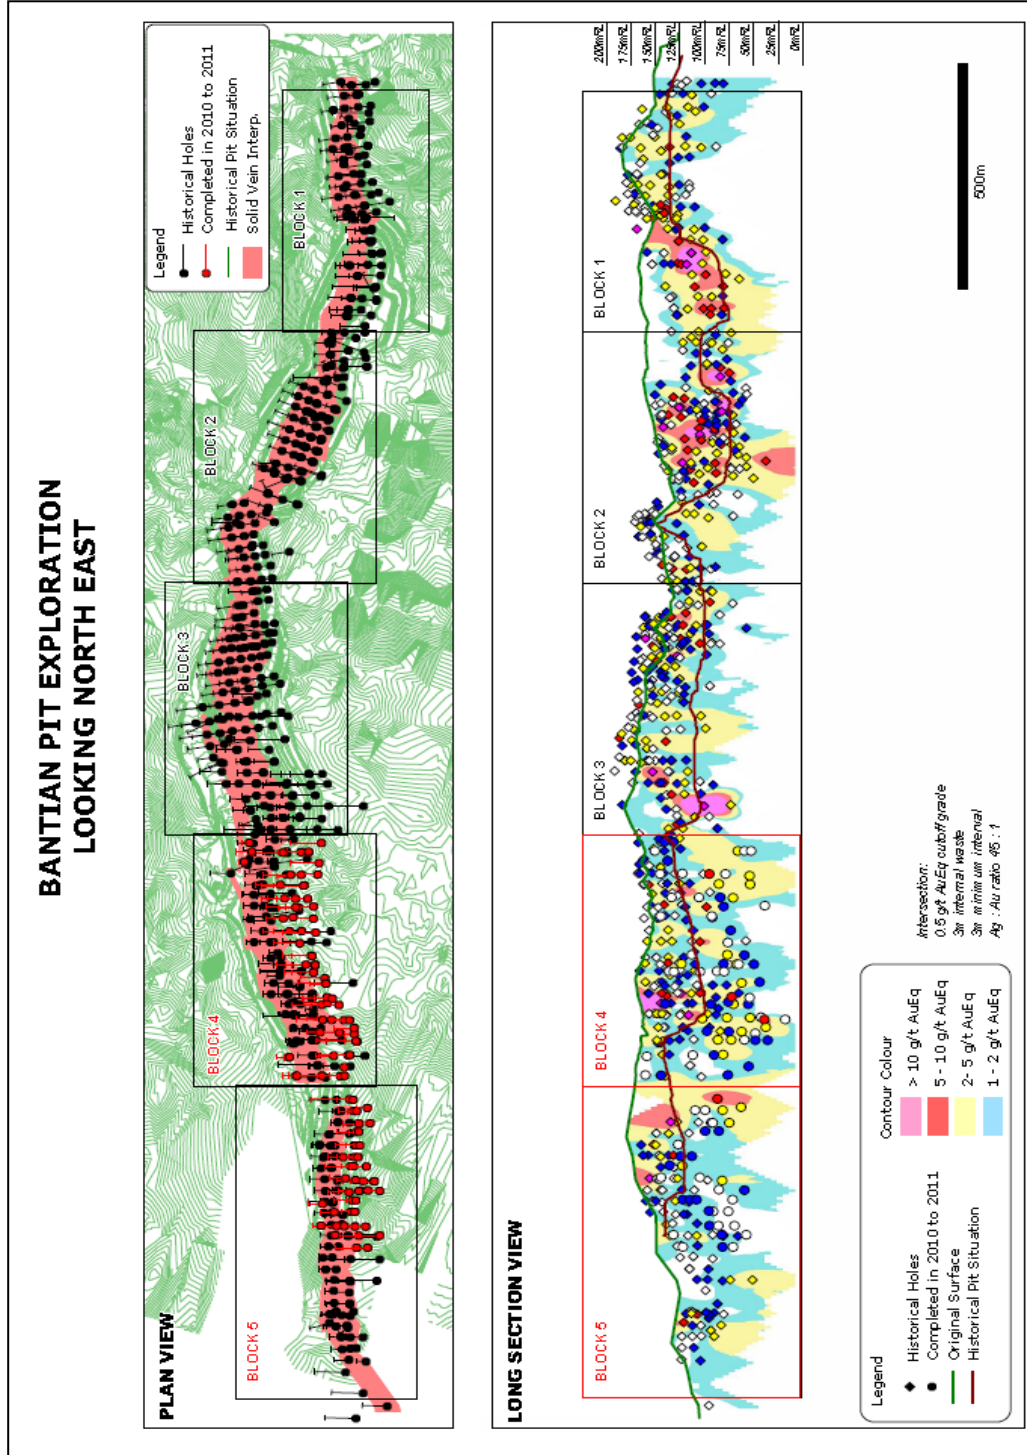 BANTIAN PIT EXPLORATION
LOOKING NORTH EAST
PLAN VIEW
BLOCK 5
BLOCK 4
BLOCK 3
BLOCK 2
BLOCK 1
Legend
Historical Holes
Completed in 2010 to 2011
Historical Pit Situation
Solid Vein Interp.
LONG SECTION VIEW
BLOCK 5
BLOCK 4
BLOCK 3
BLOCK 2
BLOCK 1
200mRL
175mRL
150mRL
125mRL
100mRL
75mRL
50mRL
25mRL
0mRL
Legend
Historical Holes
Completed in 2010 to 2011
Original Surface
Historical Pit Situation
Contour Colour
> 10 g/t AuEq
5 - 10 g/t AuEq
2- 5 g/t AuEq
1 - 2 g/t AuEq
Intersection:
0.5 g/t AuEq cutoff grade
3m internal waste
3m minimum interval
Ag : Au ratio 45 : 1
500m